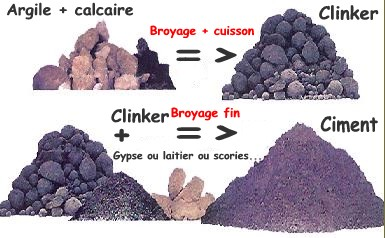 Argile + calcaire
Broyage + cuisson
= >
Clinker
Clinker
+
Broyage fin
= >
Gypse ou laitier ou scories...
Ciment